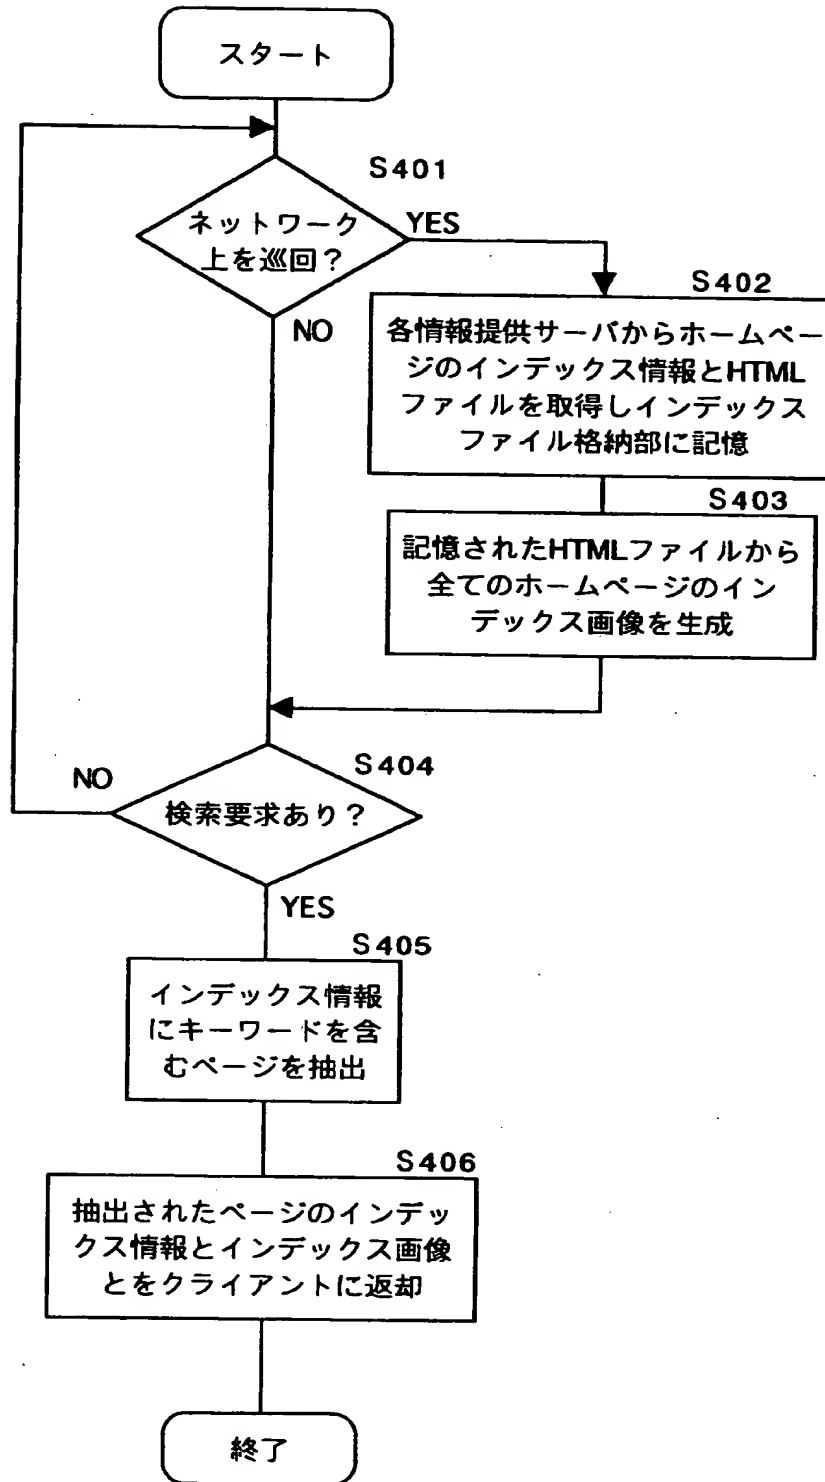 スタート
S401
ネットワーク
上を巡回?
YES
NO
S402
各情報提供サーバからホームペー
ジのインデックス情報とHTML
ファイルを取得しインデックス
ファイル格納部に記憶
S403
記憶されたHTMLファイルから
全てのホームページのイン
デックス画像を生成
S404
NO
検索要求あり?
YES
S405
インデックス情報
にキーワードを含
むページを抽出
S406
抽出されたページのインデッ
クス情報とインデックス画像
とをクライアントに返却
終了